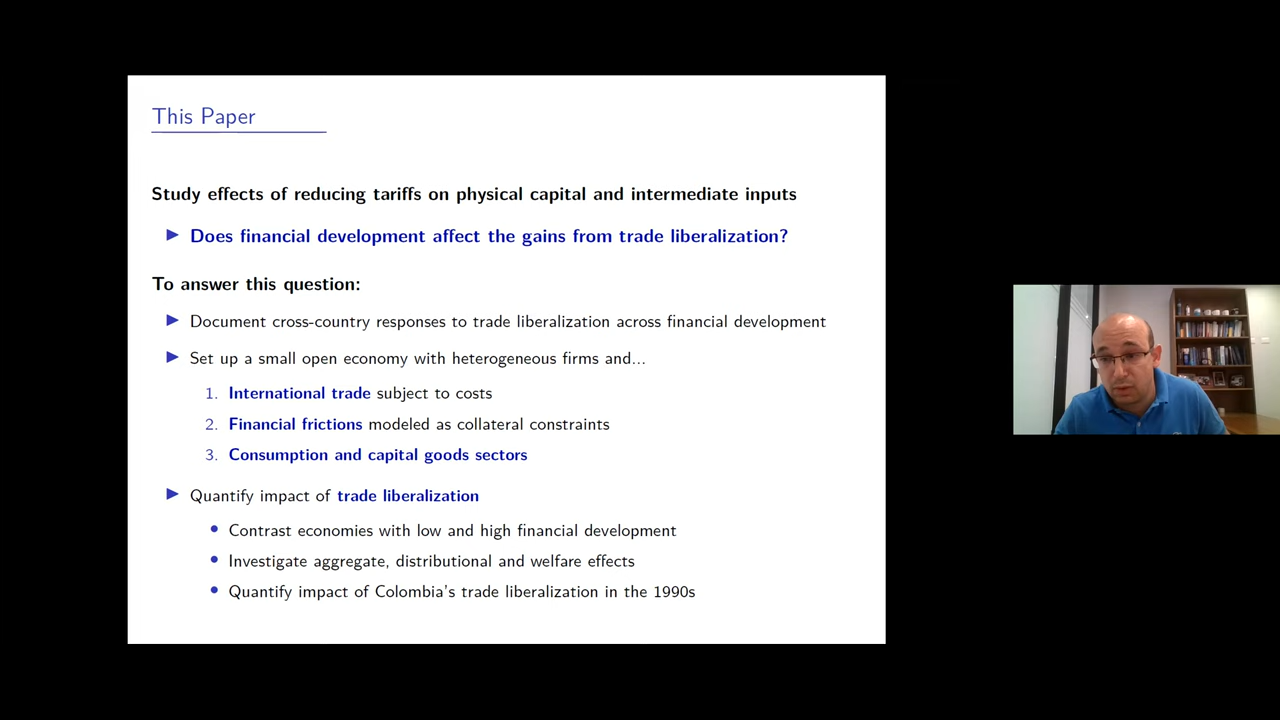 This Paper
Study effects of reducing tariffs on physical capital and intermediate inputs
▶ Does financial development affect the gains from trade liberalization?
To answer this question:
▶ Document cross-country responses to trade liberalization across financial development
▶ Set up a small open economy with heterogeneous firms and...
1. International trade subject to costs
2. Financial frictions modeled as collateral constraints
3. Consumption and capital goods sectors
▶ Quantify impact of trade liberalization
• Contrast economies with low and high financial development
• Investigate aggregate, distributional and welfare effects
• Quantify impact of Colombia's trade liberalization in the 1990s